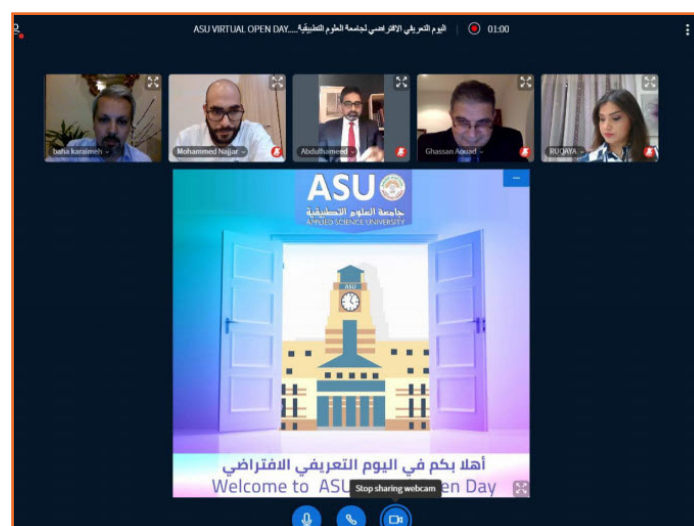 ASU VIRTUAL OPEN DAY.....اليوم التعريفي الافتراضي لجامعة العلوم التطبيقية
01:00
baha karaimeh
Mohammed Najjar
Abdulhameed
Ghassan Aouad
RUQAYA
ASU
جامعة العلوم التطبيقية
APPLIED SCIENCE UNIVERSITY
ASU
أهلا بكم في اليوم التعريفي الافتراضي
Welcome to ASU en Day
Stop sharing webcam